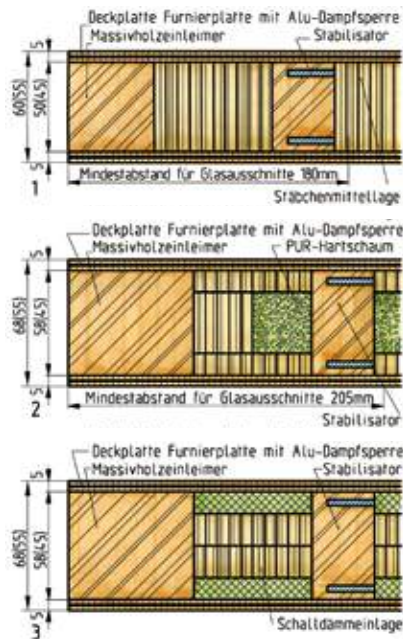 Deckplatte Furnierplatte mit Alu-Dampfsperre
Massivholzeinleimer
Stabilisator
5
60(55)
50(45)
5
1
Mindestabstand für Glasausschnitte 180mm
Stäbchenmittellage
Deckplatte Furnierplatte mit Alu-Dampfsperre
Massivholzeinleimer
PUR-Hartschaum
5
68(55)
58(45)
5
2
Mindestabstand für Glasausschnitte 205mm
Stabilisator
Deckplatte Furnierplatte mit Alu-Dampfsperre
Massivholzeinleimer
Stabilisator
5
68(55)
58(45)
5
3
Schalldämmeinlage